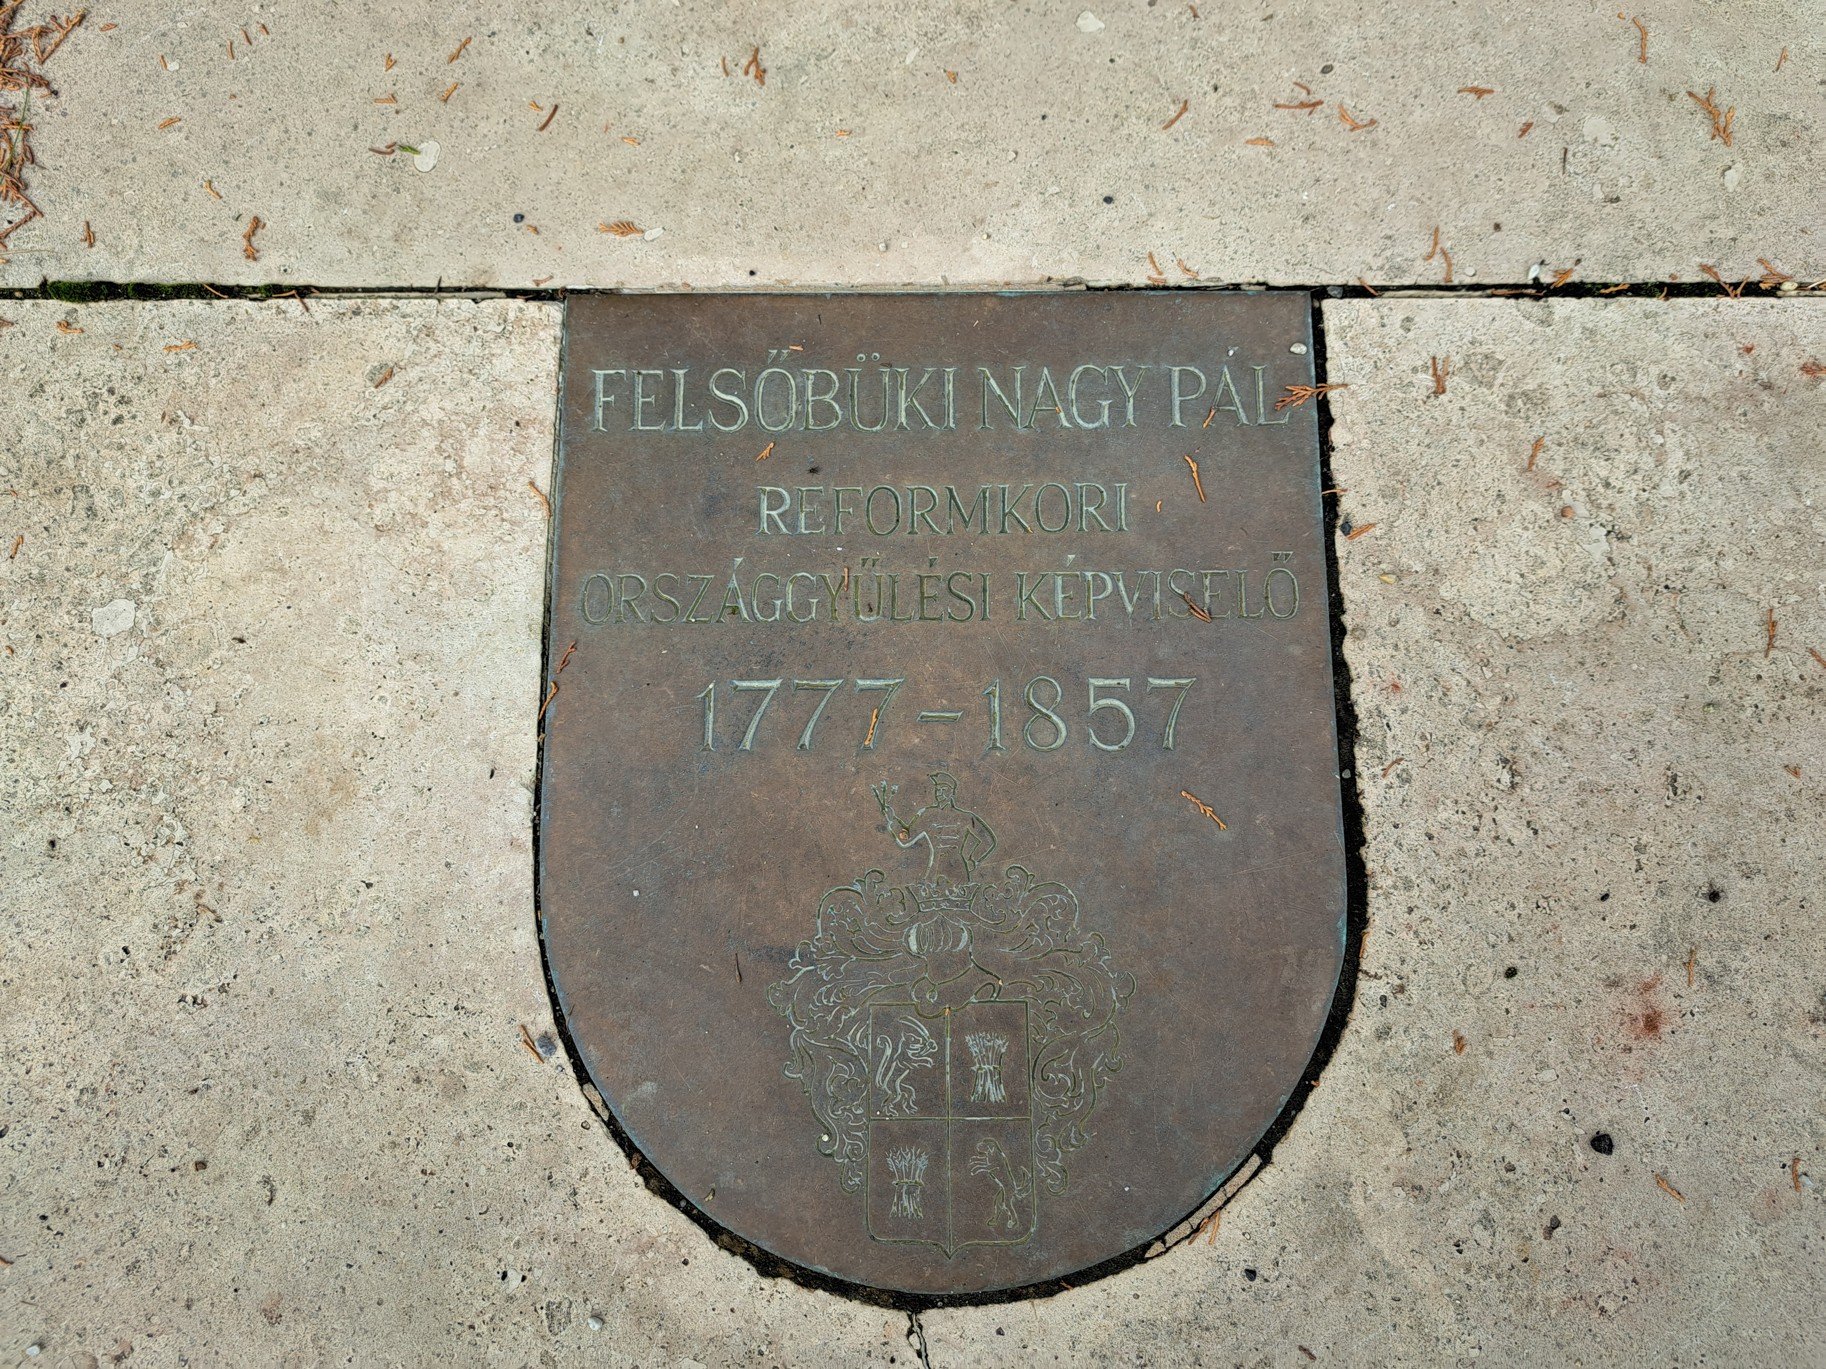 FELSŐBÜKI NAGY PÁL
REFORMKORI
ORSZÁGGYŰLÉSI KÉPVISELŐ
1777 – 1857